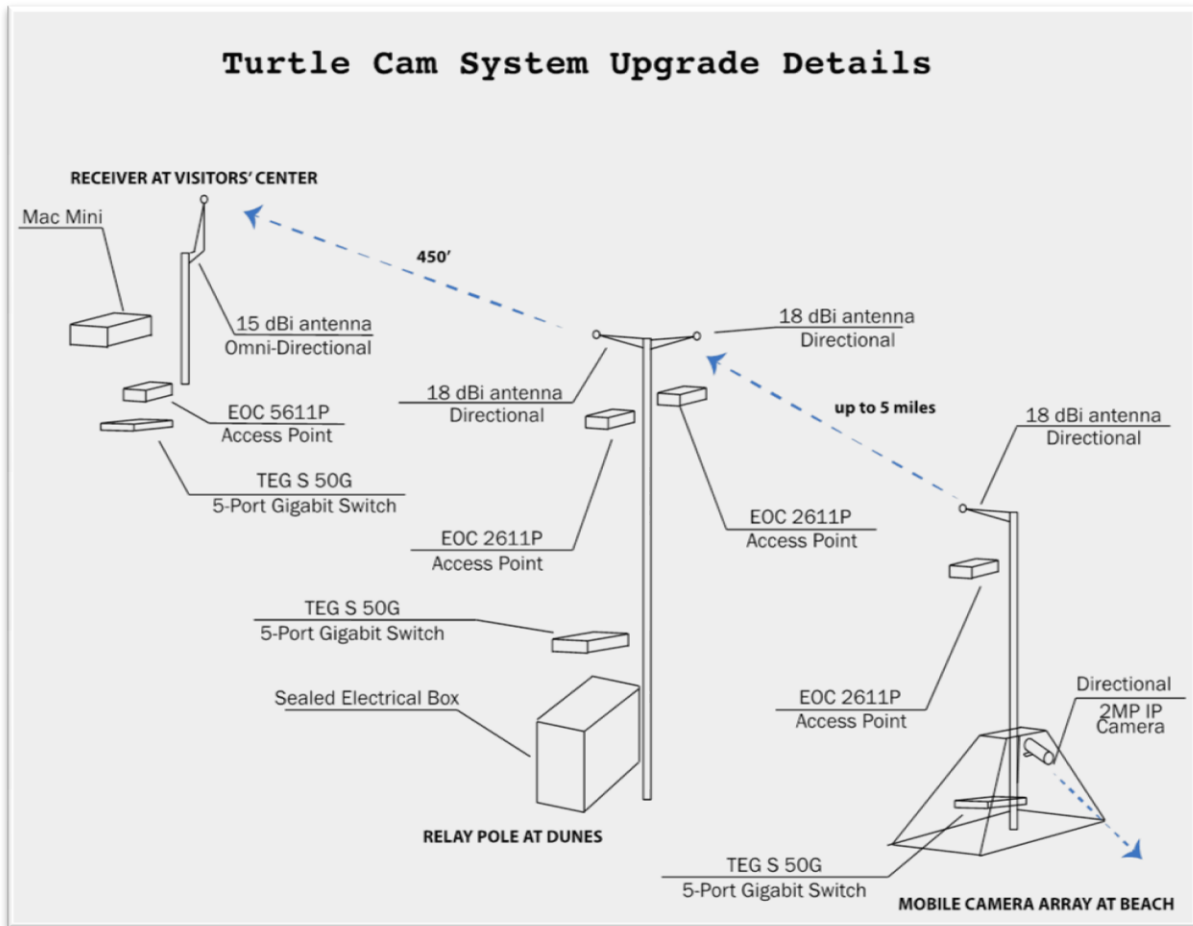 Turtle Cam System Upgrade Details
RECEIVER AT VISITORS' CENTER
Mac Mini
15 dBi antenna
Omni-Directional
EOC 5611P
Access Point
TEG S 50G
5-Port Gigabit Switch
450'
18 dBi antenna
Directional
18 dBi antenna
Directional
EOC 2611P
Access Point
EOC 2611P
Access Point
TEG S 50G
5-Port Gigabit Switch
Sealed Electrical Box
RELAY POLE AT DUNES
up to 5 miles
18 dBi antenna
Directional
EOC 2611P
Access Point
Directional
2MP IP
Camera
TEG S 50G
5-Port Gigabit Switch
MOBILE CAMERA ARRAY AT BEACH